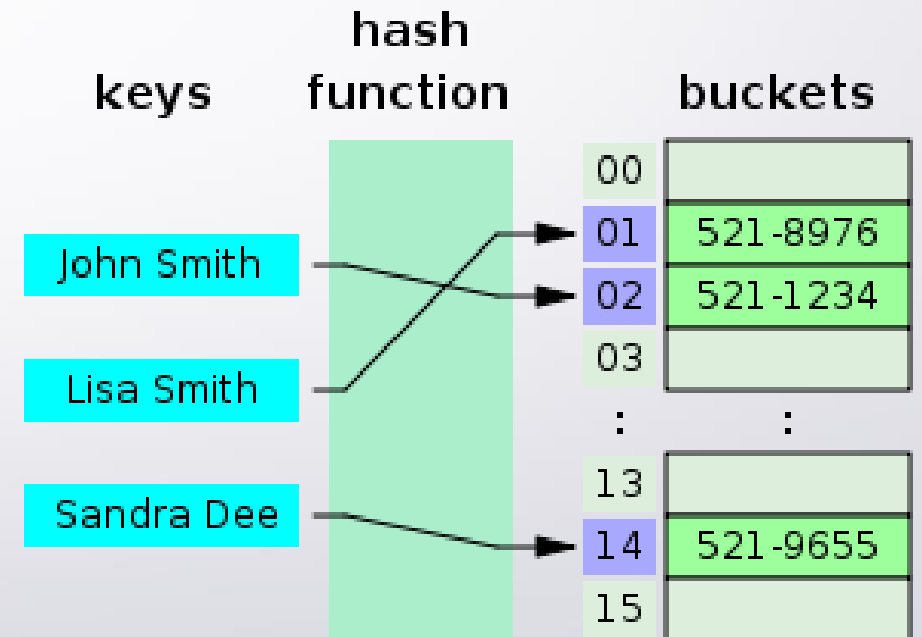 hash
keys function buckets
00
01 521-8976
John Smith
02 521-1234
03
Lisa Smith
: :
13
Sandra Dee
14 521-9655
15